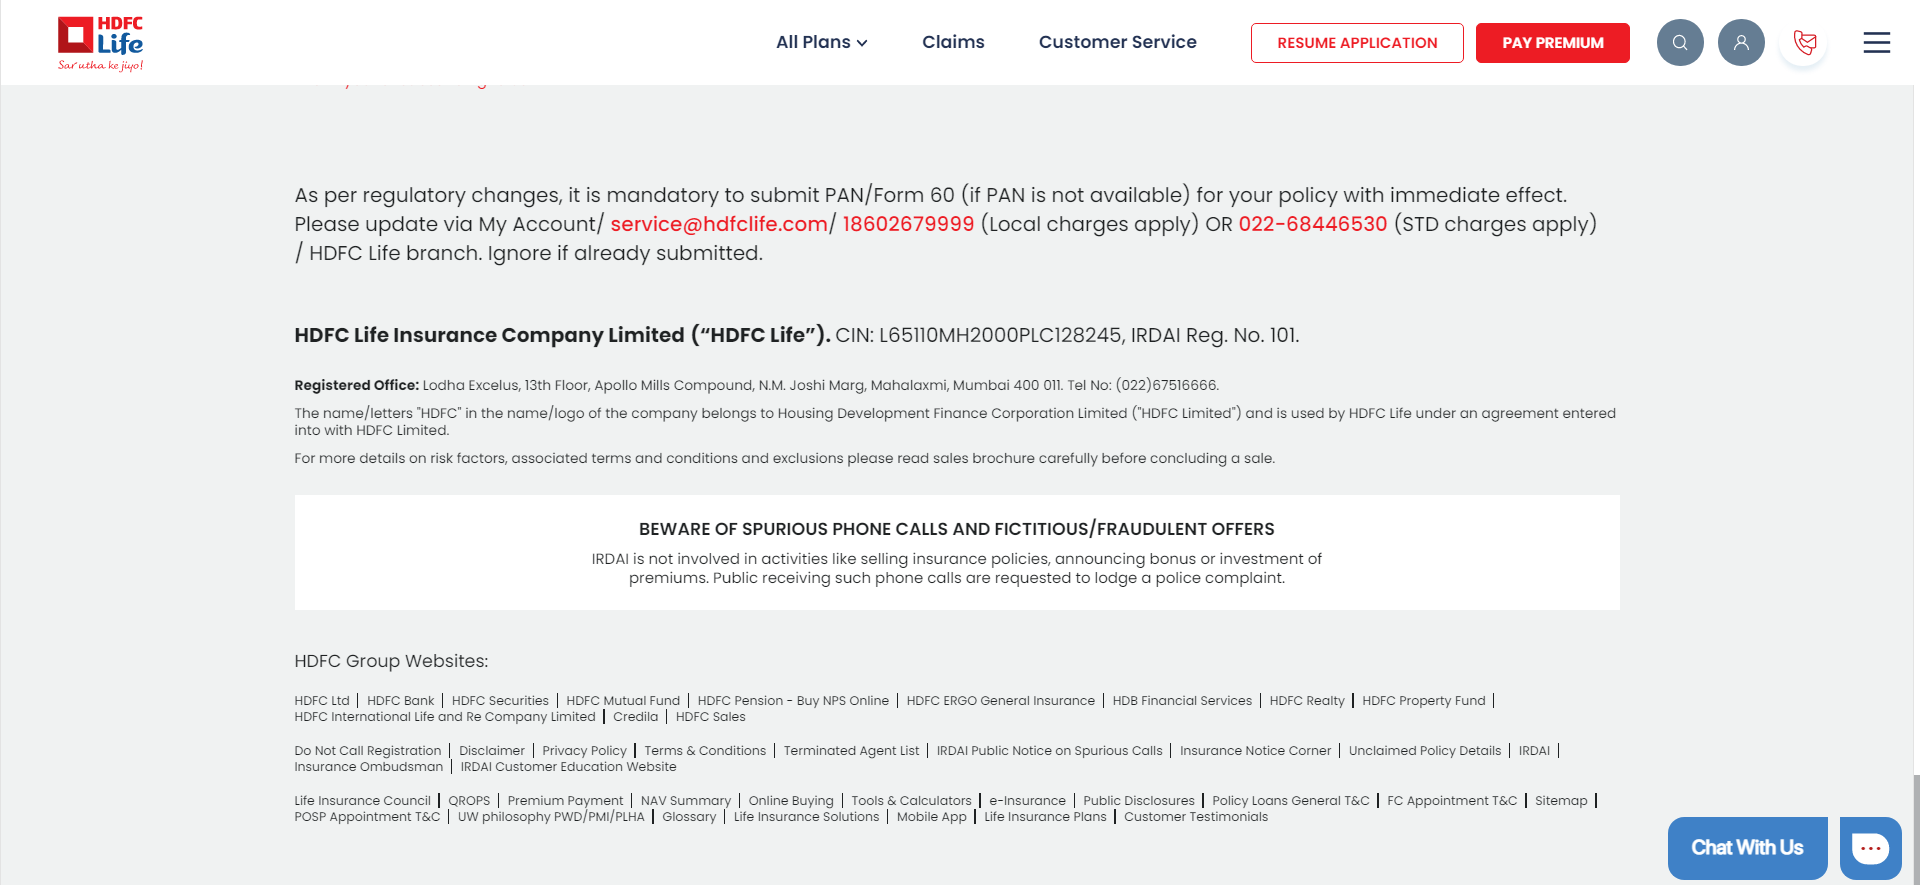 HDFC
Life
Sar utha ke jiyo!
All Plans
Claims
Customer Service
RESUME APPLICATION
PAY PREMIUM
As per regulatory changes, it is mandatory to submit PAN/Form 60 (if PAN is not available) for your policy with immediate effect.
Please update via My Account/ service@hdfclife.com/ 18602679999 (Local charges apply) OR 022-68446530 (STD charges apply)
/ HDFC Life branch. Ignore if already submitted.
HDFC Life Insurance Company Limited (“HDFC Life”). CIN: L65110MH2000PLC128245, IRDAI Reg. No. 101.
Registered Office: Lodha Excelus, 13th Floor, Apollo Mills Compound, N.M. Joshi Marg, Mahalaxmi, Mumbai 400 011. Tel No: (022)67516666.
The name/letters "HDFC" in the name/logo of the company belongs to Housing Development Finance Corporation Limited ("HDFC Limited") and is used by HDFC Life under an agreement entered
into with HDFC Limited.
For more details on risk factors, associated terms and conditions and exclusions please read sales brochure carefully before concluding a sale.
BEWARE OF SPURIOUS PHONE CALLS AND FICTITIOUS/FRAUDULENT OFFERS
IRDAI is not involved in activities like selling insurance policies, announcing bonus or investment of
premiums. Public receiving such phone calls are requested to lodge a police complaint.
HDFC Group Websites:
HDFC Ltd | HDFC Bank | HDFC Securities | HDFC Mutual Fund | HDFC Pension - Buy NPS Online | HDFC ERGO General Insurance | HDB Financial Services | HDFC Realty | HDFC Property Fund |
HDFC International Life and Re Company Limited | Credila | HDFC Sales
Do Not Call Registration | Disclaimer | Privacy Policy | Terms & Conditions | Terminated Agent List | IRDAI Public Notice on Spurious Calls | Insurance Notice Corner | Unclaimed Policy Details | IRDAI |
Insurance Ombudsman | IRDAI Customer Education Website
Life Insurance Council | QROPS | Premium Payment | NAV Summary | Online Buying | Tools & Calculators | e-Insurance | Public Disclosures | Policy Loans General T&C | FC Appointment T&C | Sitemap |
POSP Appointment T&C | UW philosophy PWD/PMI/PLHA | Glossary | Life Insurance Solutions | Mobile App | Life Insurance Plans | Customer Testimonials
Chat With Us